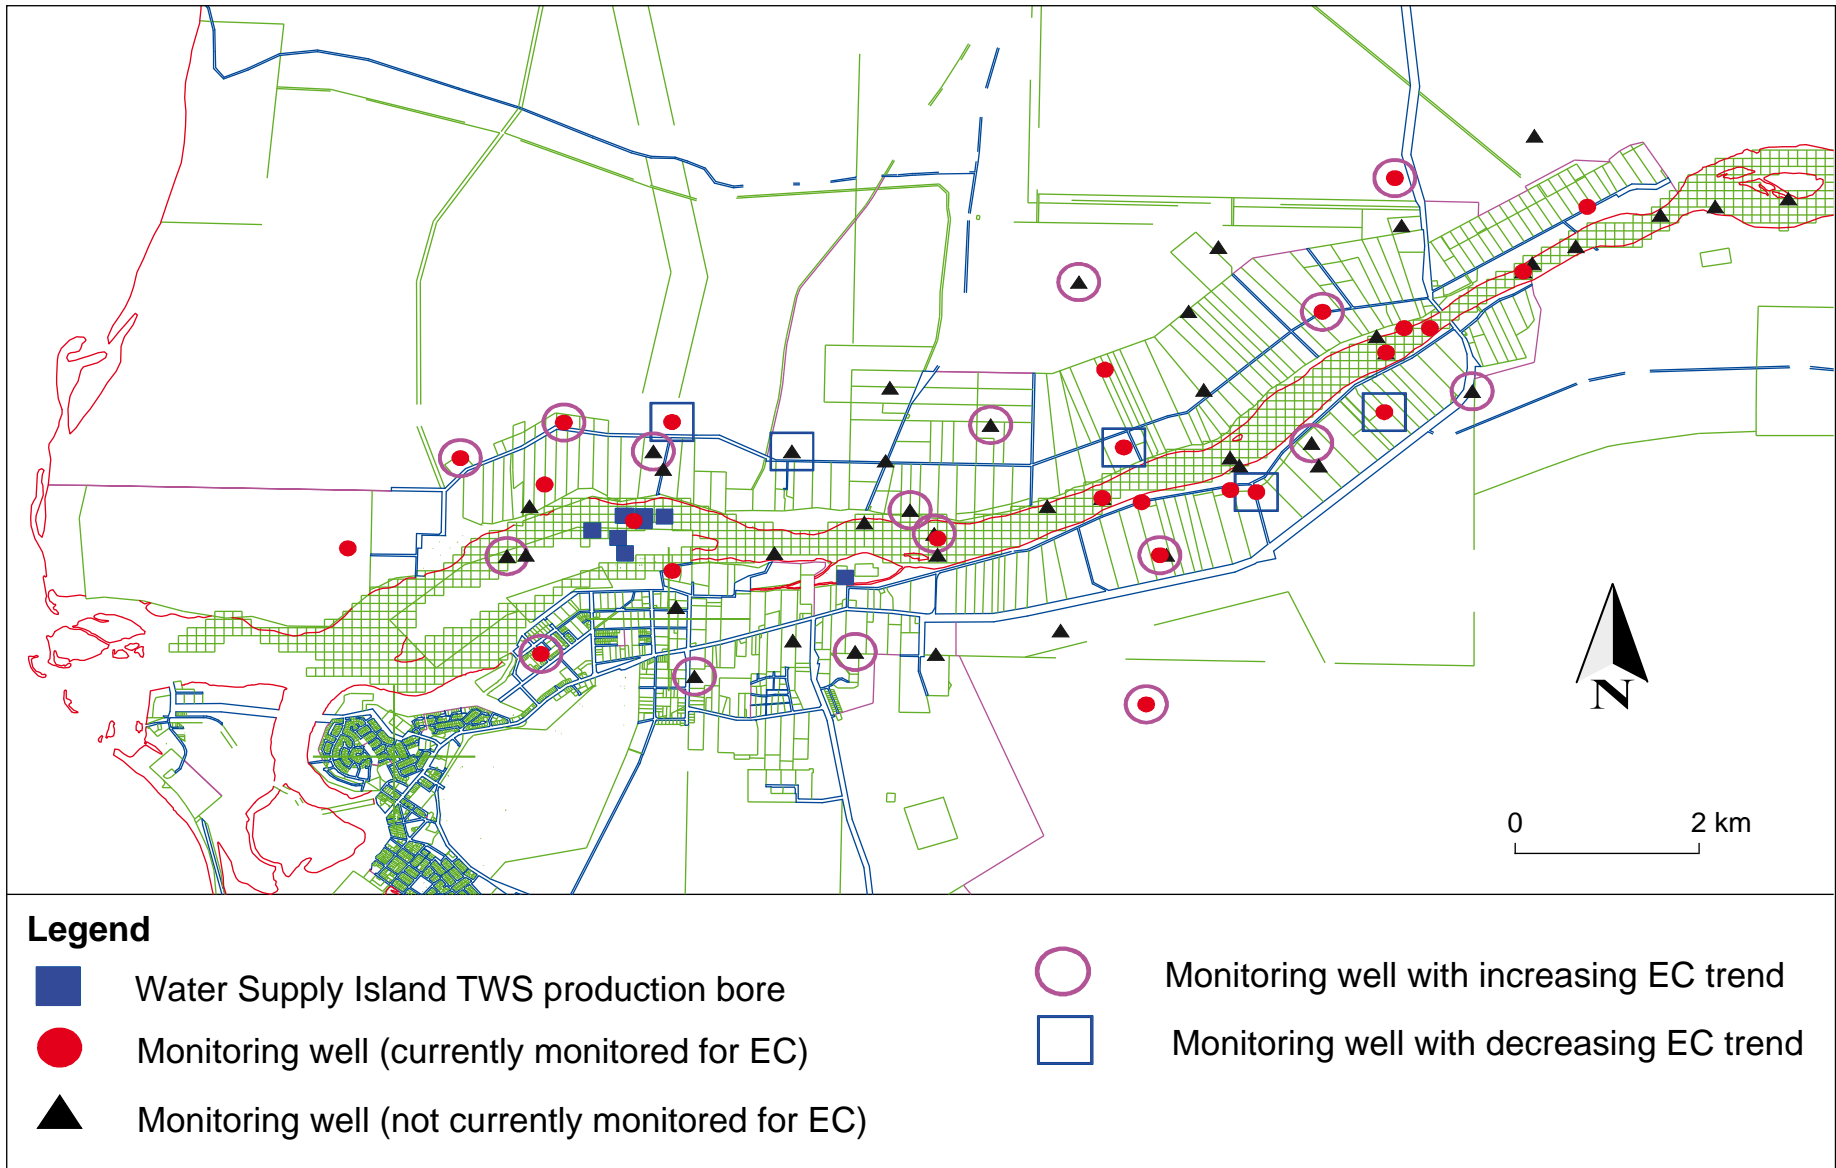 N
0 2 km
Legend
Water Supply Island TWS production bore
Monitoring well (currently monitored for EC)
Monitoring well (not currently monitored for EC)
Monitoring well with increasing EC trend
Monitoring well with decreasing EC trend